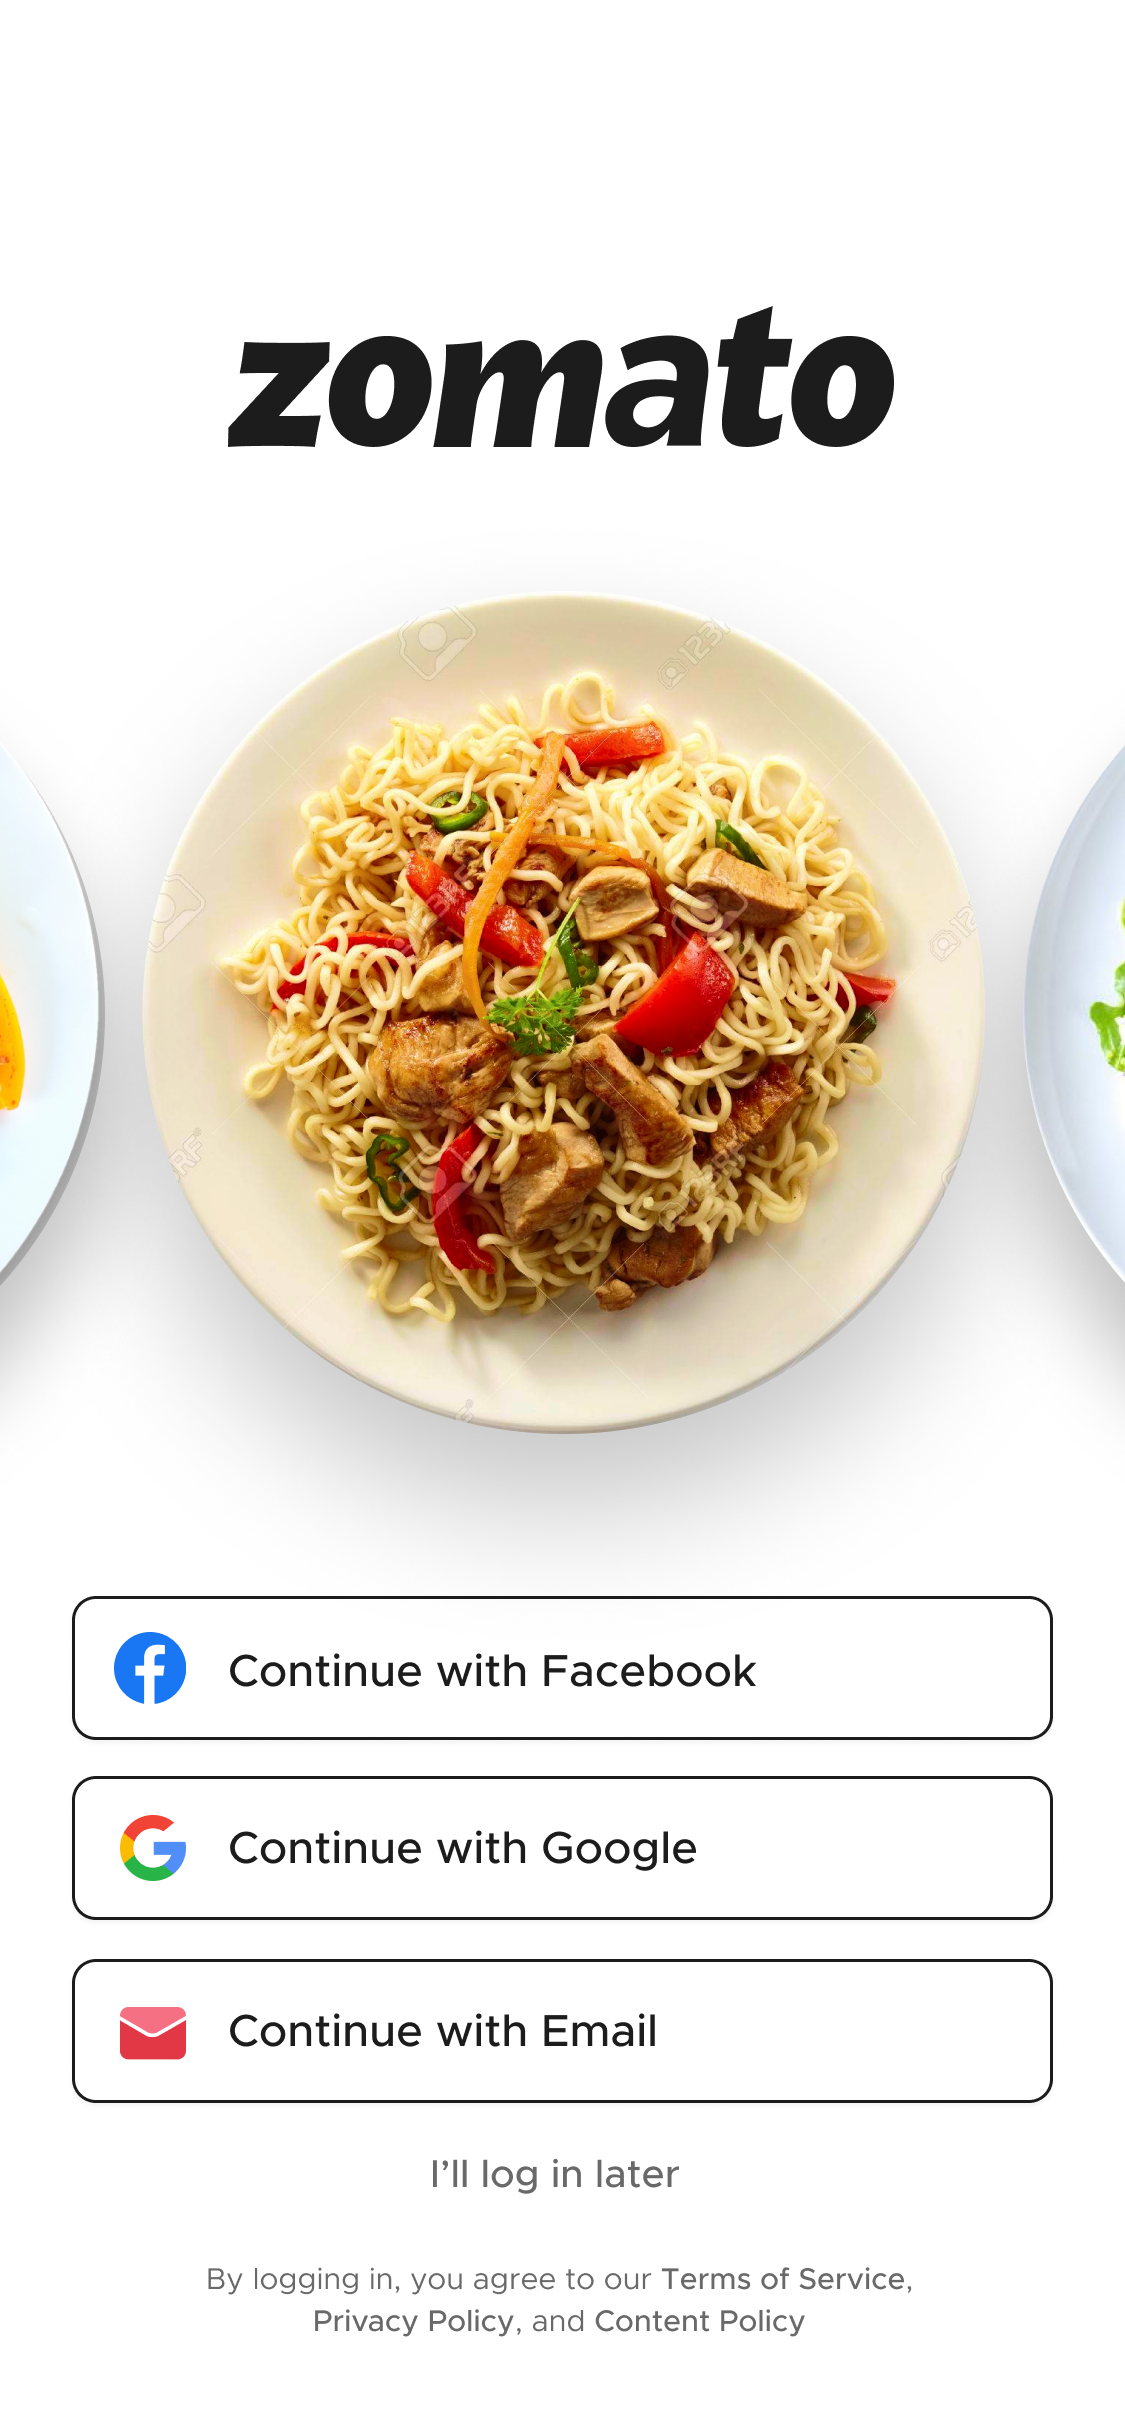 zomato
Continue with Facebook
Continue with Google
Continue with Email
I’ll log in later
By logging in, you agree to our Terms of Service,
Privacy Policy, and Content Policy